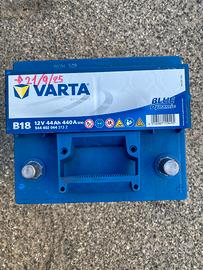 21/9/25
VARTA
BLUE
dynamic
B18 12V 44Ah 440A (EN)
544 402 044 313 2